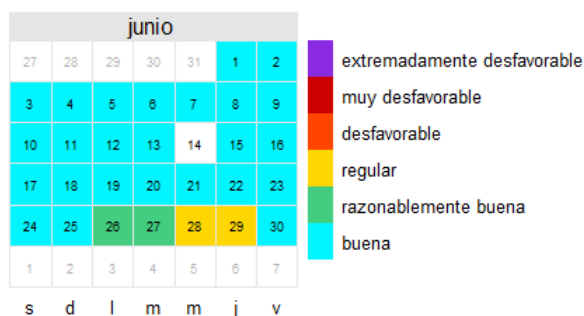 junio
27 28 29 30 31 1 2
3 4 5 6 7 8 9
10 11 12 13 14 15 16
17 18 19 20 21 22 23
24 25 26 27 28 29 30
1 2 3 4 5 6 7
s d l m m j v
extremadamente desfavorable
muy desfavorable
desfavorable
regular
razonablemente buena
buena